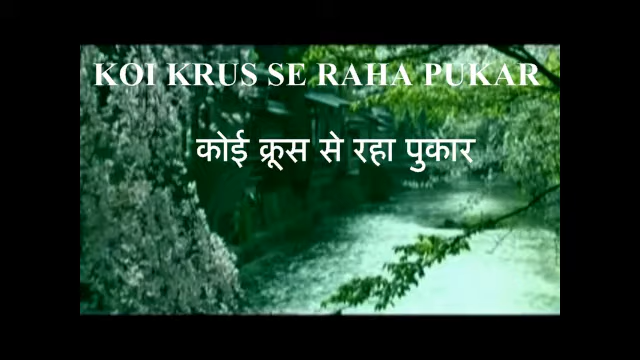 KOI KRUS SE RAHA PUKAR
कोई क्रूस से रहा पुकार